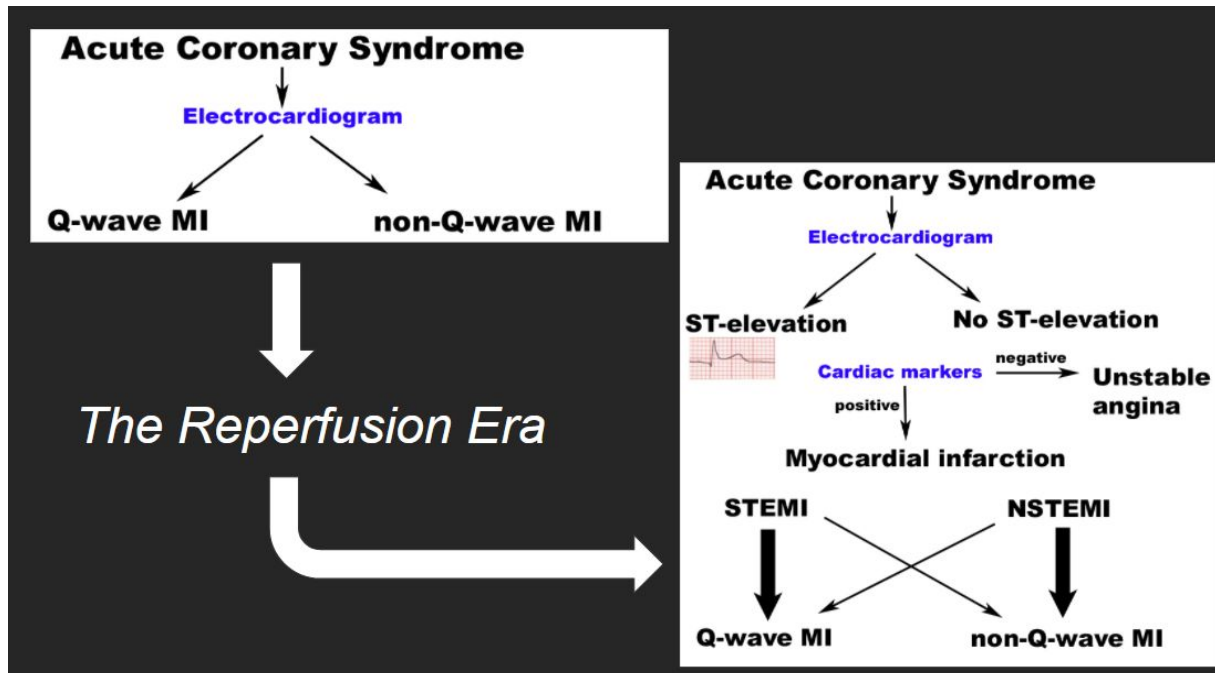 Acute Coronary Syndrome
Electrocardiogram
Q-wave MI non-Q-wave MI
The Reperfusion Era
Acute Coronary Syndrome
Electrocardiogram
ST-elevation No ST-elevation
Cardiac markers negative Unstable
angina
positive
Myocardial infarction
STEMI NSTEMI
Q-wave MI non-Q-wave MI